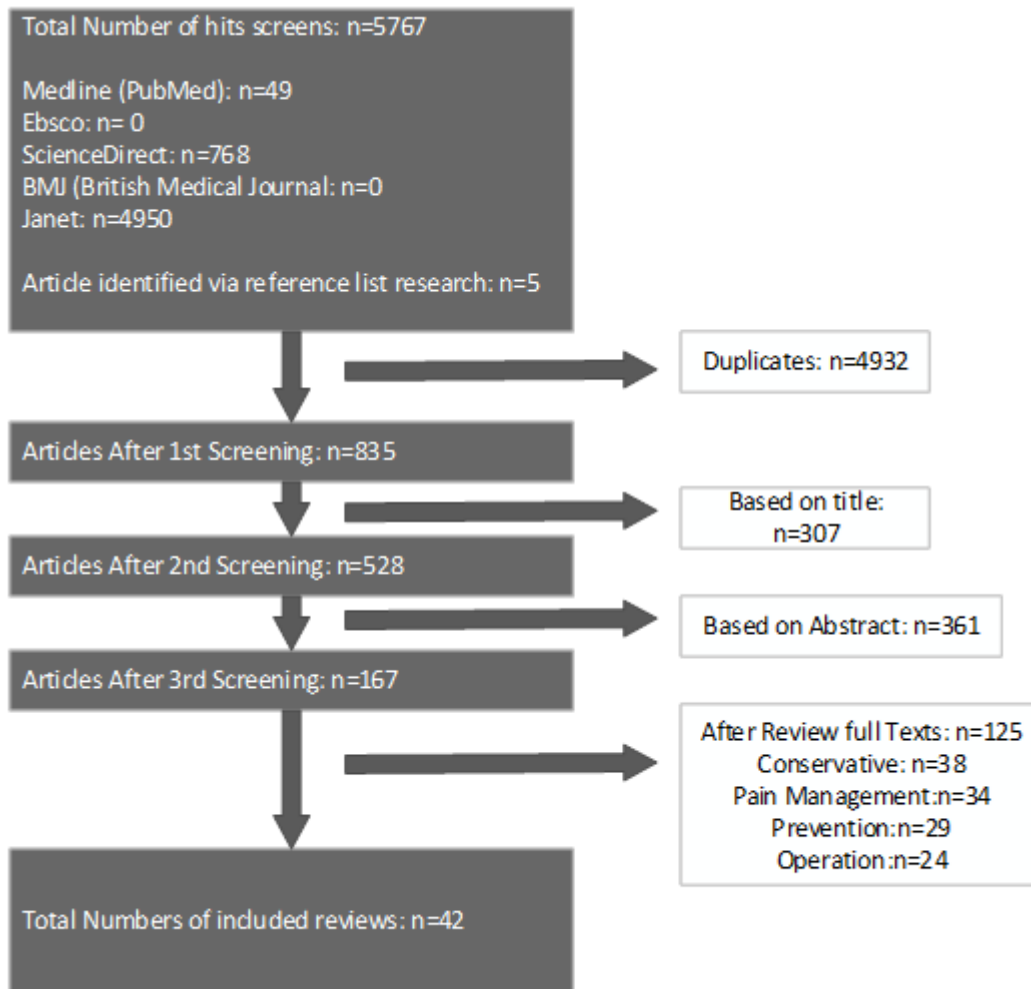 Total Number of hits screens: n=5767
Medline (PubMed): n=49
Ebsco: n= 0
ScienceDirect: n=768
BMJ (British Medical Journal: n=0
Janet: n=4950
Article identified via reference list research: n=5
Duplicates: n=4932
Articles After 1st Screening: n=835
Based on title:
n=307
Articles After 2nd Screening: n=528
Based on Abstract: n=361
Articles After 3rd Screening: n=167
After Review full Texts: n=125
Conservative: n=38
Pain Management:n=34
Prevention:n=29
Operation:n=24
Total Numbers of included reviews: n=42